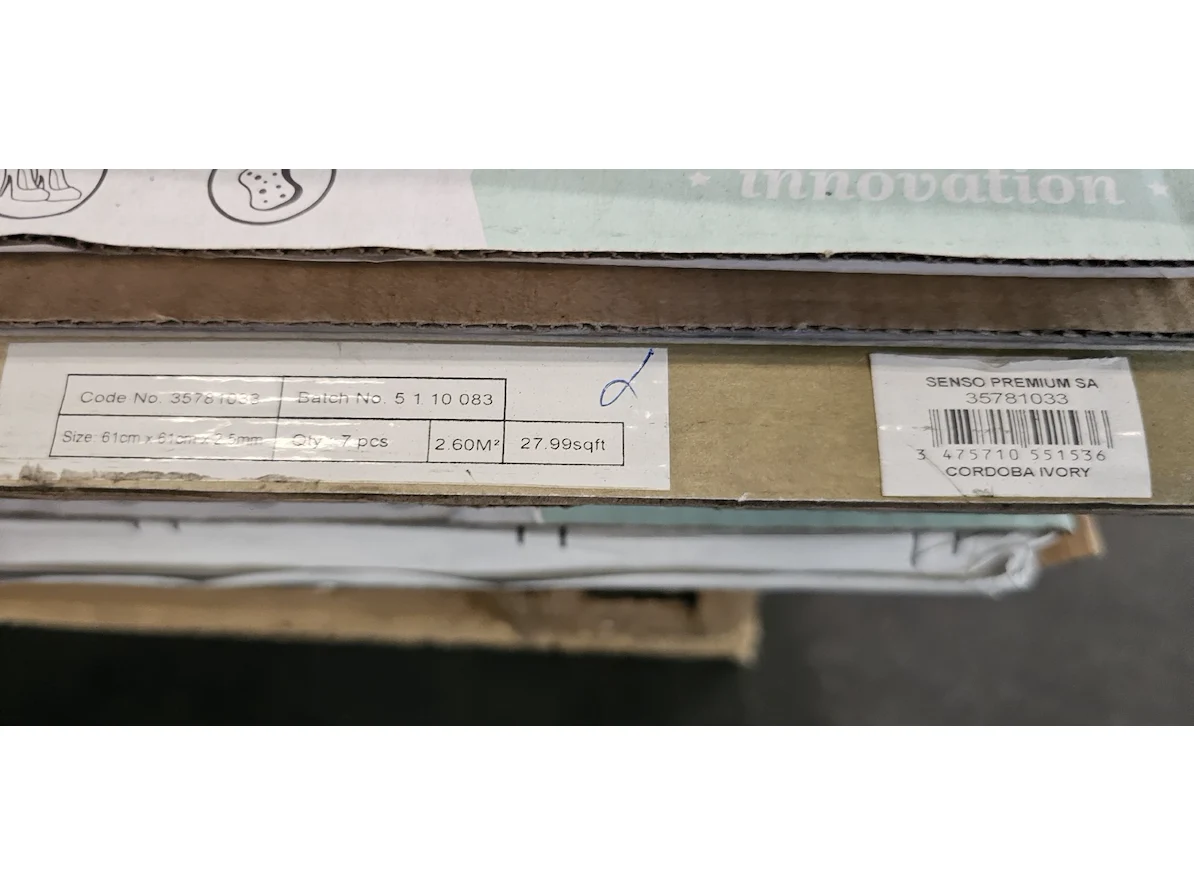 innovation
Code No. 35781033 Batch No. 5 1 10 083
Size: 61cm x 61cm x 2.5mm Qty 7 pcs 2.60M² 27.99sqft
SENSO PREMIUM SA
35781033
3 475710 551536
CORDOBA IVORY